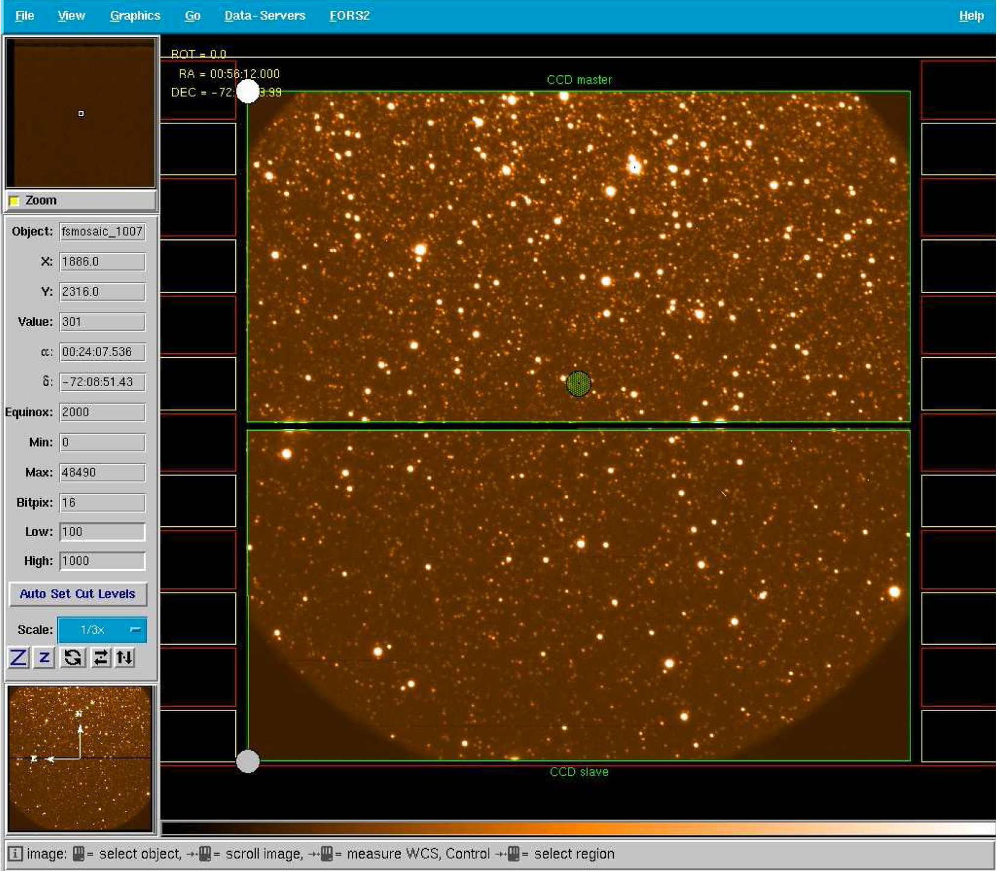 File View Graphics Go Data-Servers FORS2 Help
ROT = 0.0
RA = 00:56:12.000
DEC = -72: 9.99
CCD master
Zoom
Object: fsmosaic_1007
X: 1886.0
Y: 2316.0
Value: 301
α: 00:24:07.536
δ: -72:08:51.43
Equinox: 2000
Min: 0
Max: 48490
Bitpix: 16
Low: 100
High: 1000
Auto Set Cut Levels
Scale: 1/3x
Z z
N
E
CCD slave
i image: = select object, = scroll image, = measure WCS, Control = select region